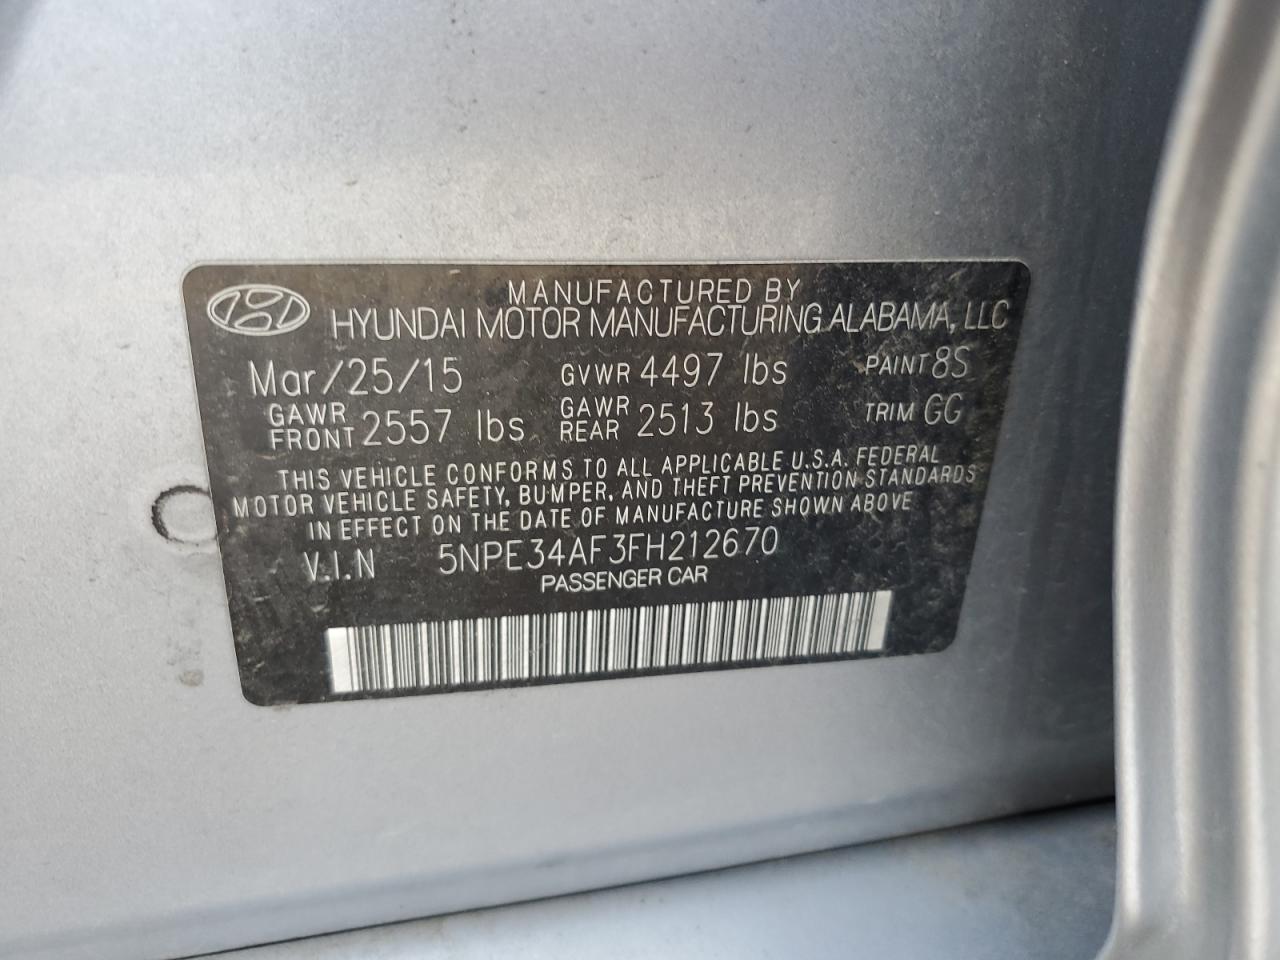 MANUFACTURED BY
HYUNDAI MOTOR MANUFACTURING ALABAMA, LLC
Mar/25/15 GVWR 4497 lbs PAINT 8S
GAWR FRONT 2557 lbs GAWR REAR 2513 lbs TRIM GG
THIS VEHICLE CONFORMS TO ALL APPLICABLE U.S.A. FEDERAL
MOTOR VEHICLE SAFETY, BUMPER, AND THEFT PREVENTION STANDARDS
IN EFFECT ON THE DATE OF MANUFACTURE SHOWN ABOVE
V.I.N 5NPE34AF3FH212670
PASSENGER CAR